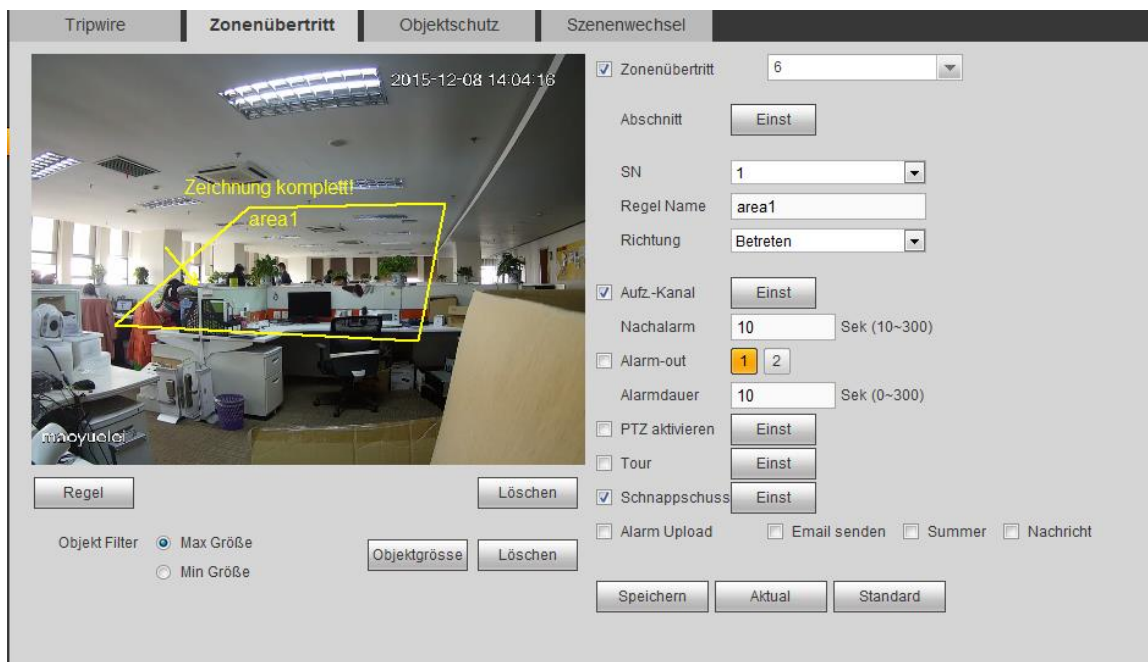 Tripwire Zonenübertritt Objektschutz Szenenwechsel
2015-12-08 14:04:16
Zeichnung komplett!
area1
maoyuelei
Regel Löschen
Objekt Filter Max Größe
Min Größe
Objektgrösse Löschen
Zonenübertritt 6
Abschnitt Einst
SN 1
Regel Name area1
Richtung Betreten
Aufz.-Kanal Einst
Nachalarm 10 Sek (10~300)
Alarm-out 1 2
Alarmdauer 10 Sek (0~300)
PTZ aktivieren Einst
Tour Einst
Schnappschuss Einst
Alarm Upload Email senden Summer Nachricht
Speichern Aktual Standard